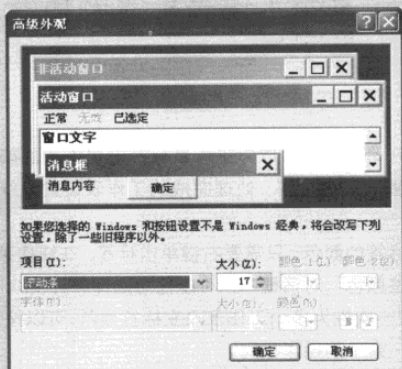 高级外观
非活动窗口
活动窗口
正常 无效 已选定
窗口文字
消息框
消息内容
确定
如果您选择的 Windows 和按钮设置不是 Windows 经典，将会改写下列
设置，除了一些旧程序以外。
项目(I)： 大小(Z)： 颜色 1(L) 颜色 2(2)
滚动条 17
字体(F) 大小(E)： 颜色(R)
B I
确定 取消